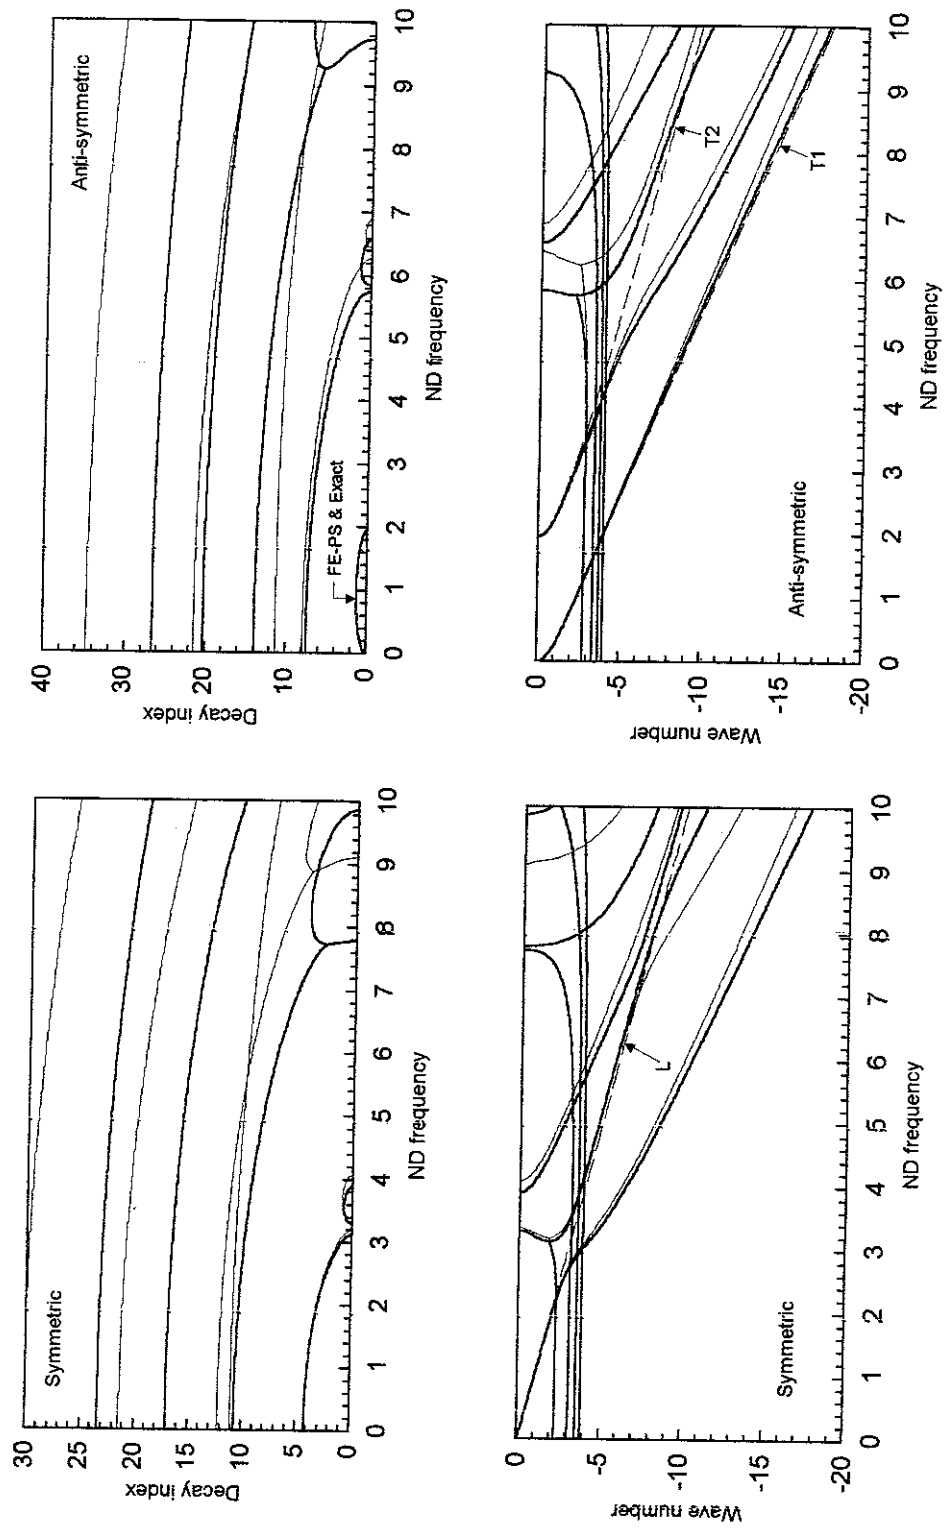 Symmetric
30
25
20
15
10
5
0
Decay index
0 1 2 3 4 5 6 7 8 9 10
ND frequency
Anti-symmetric
40
30
20
10
0
Decay index
FE-PS & Exact
0 1 2 3 4 5 6 7 8 9 10
ND frequency
0
-5
-10
-15
-20
Wave number
Symmetric
L
0 1 2 3 4 5 6 7 8 9 10
ND frequency
0
-5
-10
-15
-20
Wave number
Anti-symmetric
T2
T1
0 1 2 3 4 5 6 7 8 9 10
ND frequency